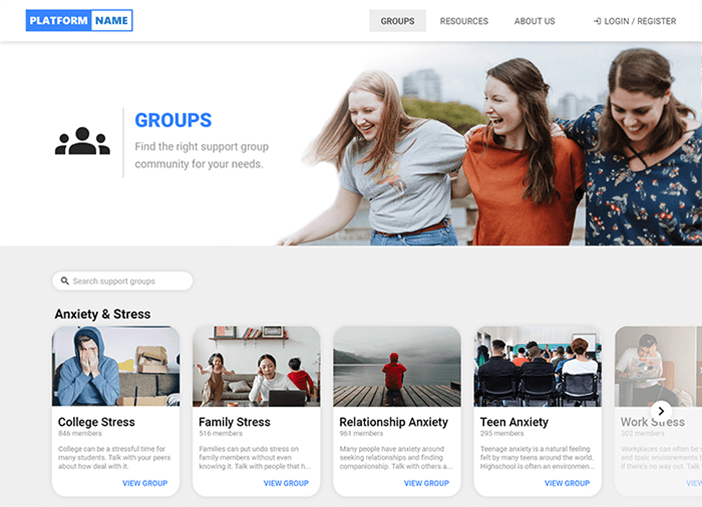 PLATFORM NAME
GROUPS RESOURCES ABOUT US LOGIN / REGISTER
GROUPS
Find the right support group
community for your needs.
Search support groups
Anxiety & Stress
College Stress
846 members
College can be a stressful time for
many students. Talk with your peers
about how deal with it.
VIEW GROUP
Family Stress
516 members
Families can put undo stress on
family members without even
knowing it. Talk with people that h...
VIEW GROUP
Relationship Anxiety
961 members
Many people have anxiety around
seeking relationships and finding
companionship. Talk with others a...
VIEW GROUP
Teen Anxiety
295 members
Teenage anxiety is a natural feeling
felt by many teens around the world.
Highschool is often an environmen...
VIEW GROUP
Work Stress
302 members
Workplaces can often be
and toxic environments
if there's no way out. Talk